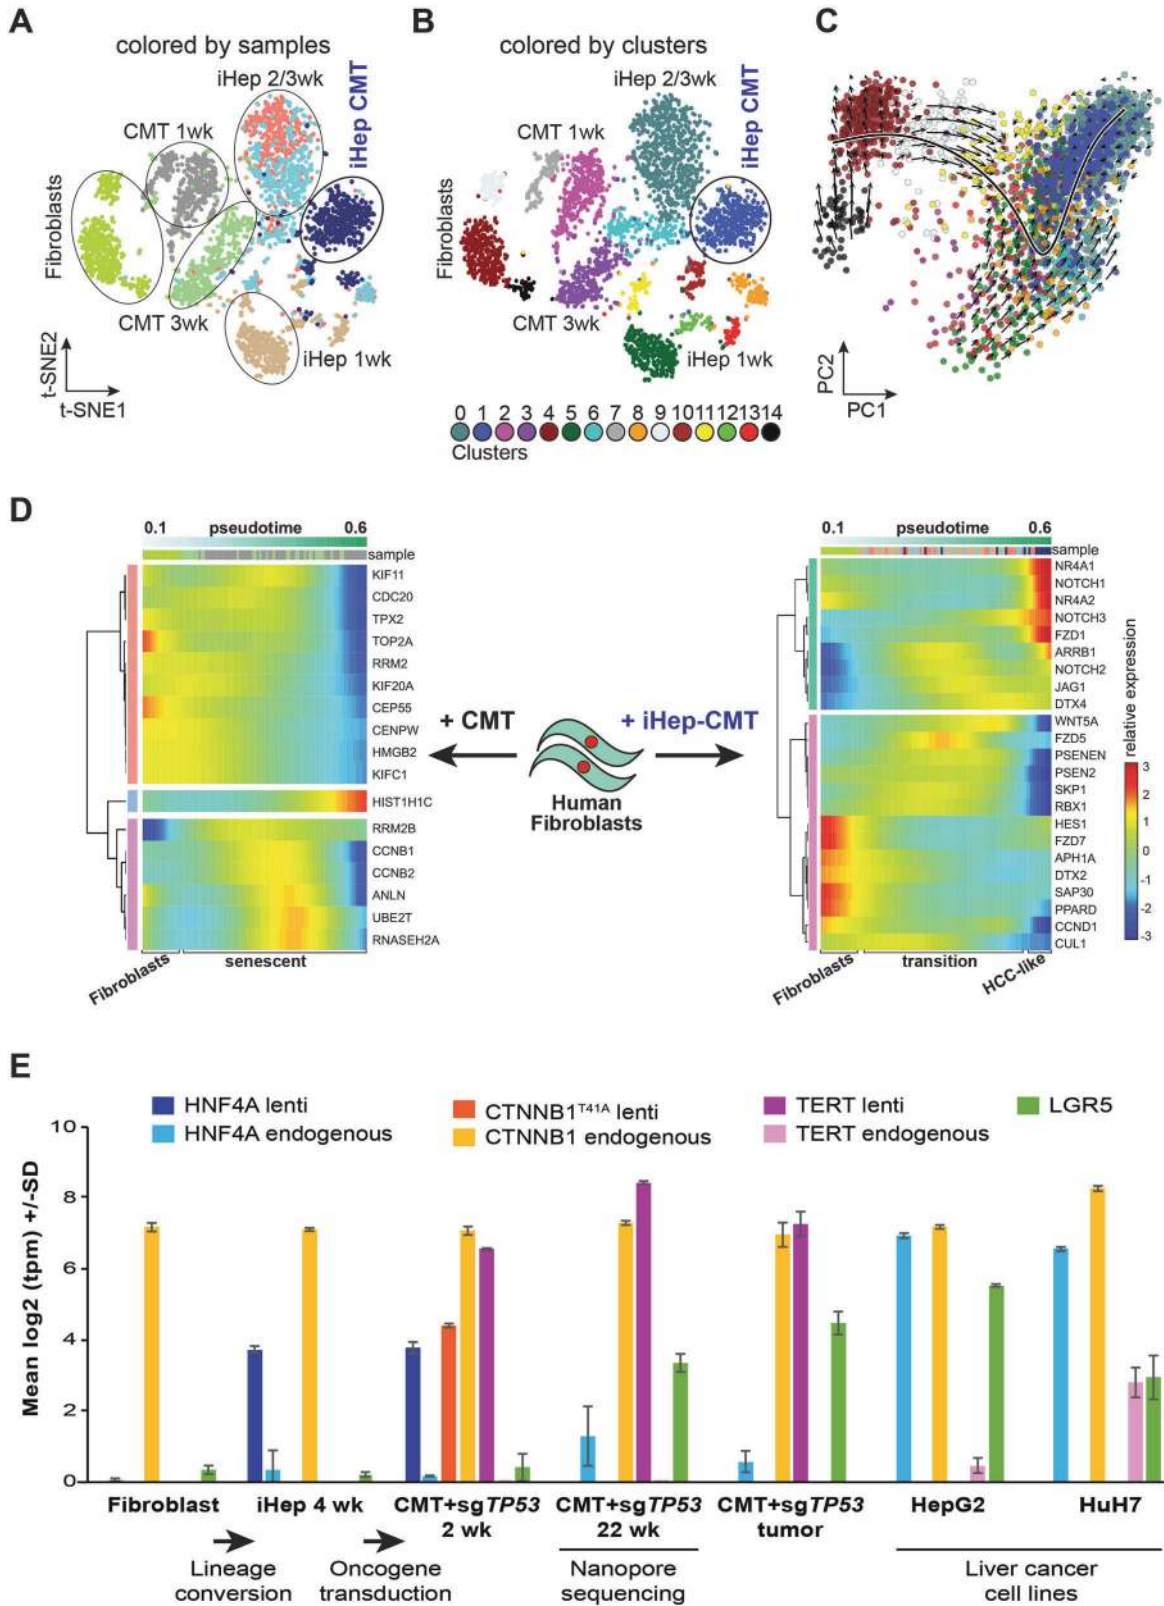 A
colored by samples
iHep 2/3wk
CMT 1wk
iHep CMT
Fibroblasts
CMT 3wk
iHep 1wk
t-SNE2
t-SNE1
B
colored by clusters
iHep 2/3wk
CMT 1wk
iHep CMT
Fibroblasts
CMT 3wk
iHep 1wk
0 1 2 3 4 5 6 7 8 9 10 11 12 13 14
Clusters
C
PC2
PC1
D
0.1 pseudotime 0.6
sample
KIF11
CDC20
TPX2
TOP2A
RRM2
KIF20A
CEP55
CENPW
HMGB2
KIFC1
HIST1H1C
RRM2B
CCNB1
CCNB2
ANLN
UBE2T
RNASEH2A
Fibroblasts
senescent
+ CMT
+ iHep-CMT
Human
Fibroblasts
0.1 pseudotime 0.6
sample
NR4A1
NOTCH1
NR4A2
NOTCH3
FZD1
ARRB1
NOTCH2
JAG1
DTX4
WNT5A
FZD5
PSENEN
PSEN2
SKP1
RBX1
HES1
FZD7
APH1A
DTX2
SAP30
PPARD
CCND1
CUL1
Fibroblasts
transition
HCC-like
relative expression
3
2
1
0
-1
-2
-3
E
HNF4A lenti
HNF4A endogenous
CTNNB1T41A lenti
CTNNB1 endogenous
TERT lenti
TERT endogenous
LGR5
Mean log2 (tpm) +/-SD
10
8
6
4
2
0
Fibroblast
iHep 4 wk
CMT+sgTP53
2 wk
CMT+sgTP53
22 wk
CMT+sgTP53
tumor
HepG2
HuH7
Lineage
conversion
Oncogene
transduction
Nanopore
sequencing
Liver cancer
cell lines